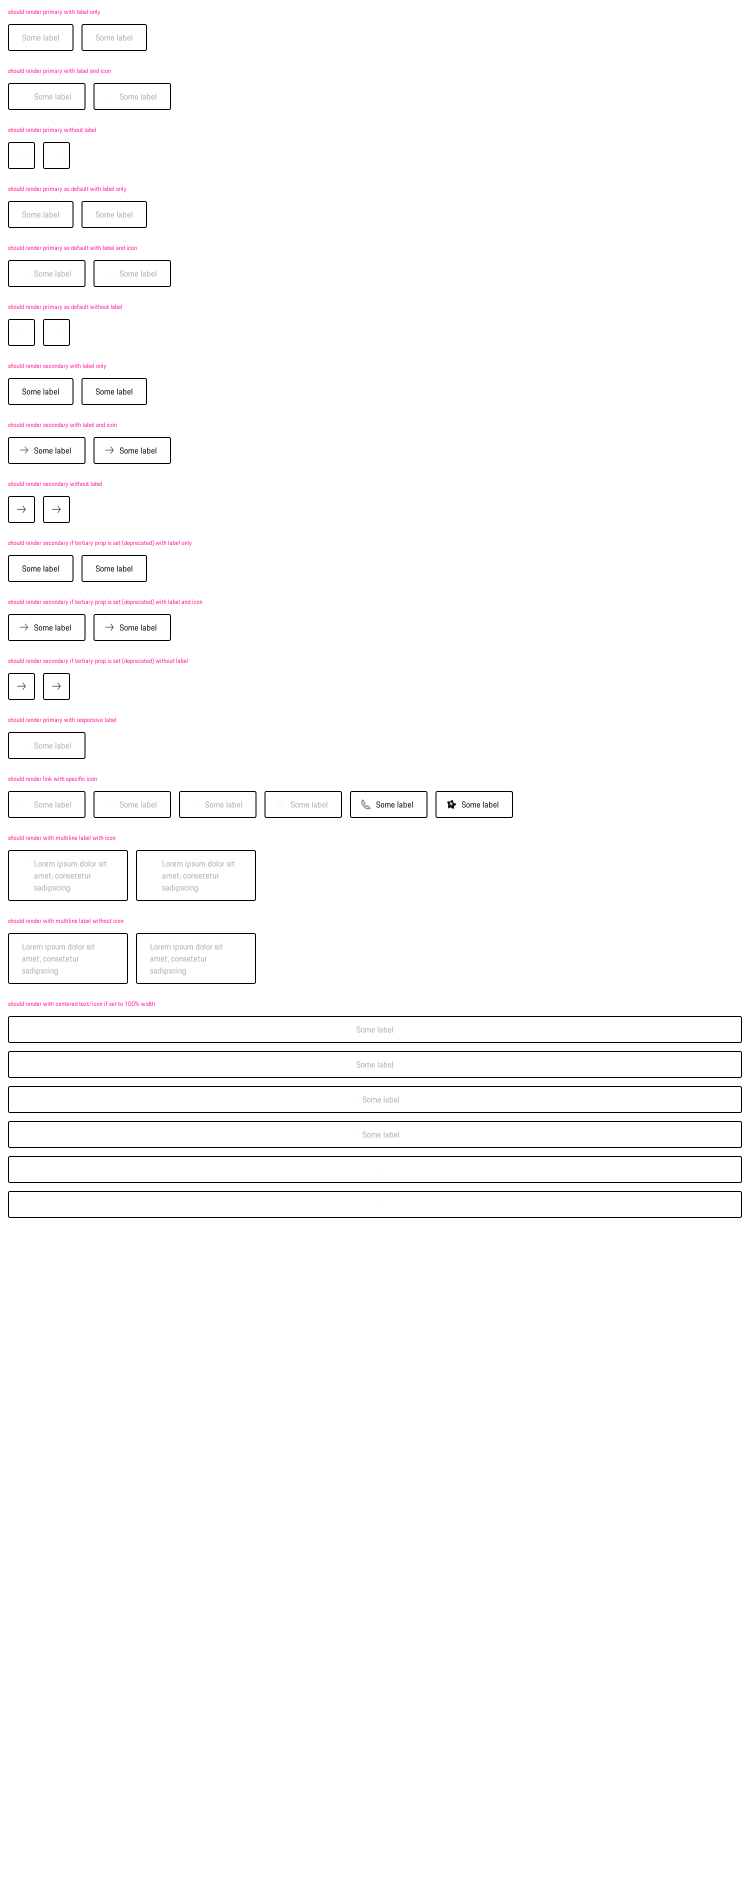 should render primary with label only
Some label Some label
should render primary with label and icon
Some label Some label
should render primary without label
should render primary as default with label only
Some label Some label
should render primary as default with label and icon
Some label Some label
should render primary as default without label
should render secondary with label only
Some label Some label
should render secondary with label and icon
Some label Some label
should render secondary without label
should render secondary if tertiary prop is set (deprecated) with label only
Some label Some label
should render secondary if tertiary prop is set (deprecated) with label and icon
Some label Some label
should render secondary if tertiary prop is set (deprecated) without label
should render primary with responsive label
Some label
should render link with specific icon
Some label Some label Some label Some label Some label Some label
should render with multiline label with icon
Lorem ipsum dolor sit Lorem ipsum dolor sit
amet, consetetur amet, consetetur
sadipscing sadipscing
should render with multiline label without icon
Lorem ipsum dolor sit Lorem ipsum dolor sit
amet, consetetur amet, consetetur
sadipscing sadipscing
should render with centered text/icon if set to 100% width
Some label
Some label
Some label
Some label